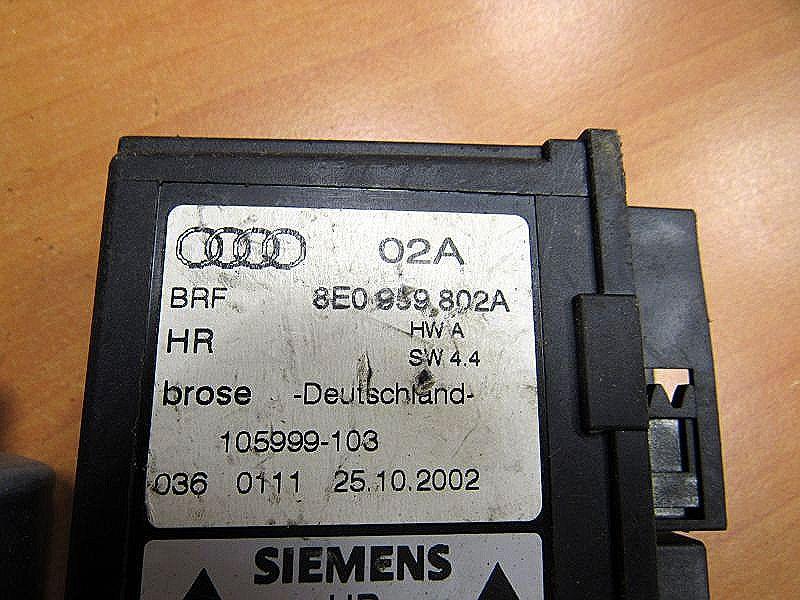 02A
BRF 8E0 959 802A
HR HW A
SW 4.4
brose -Deutschland-
105999-103
036 0111 25.10.2002
SIEMENS
HR